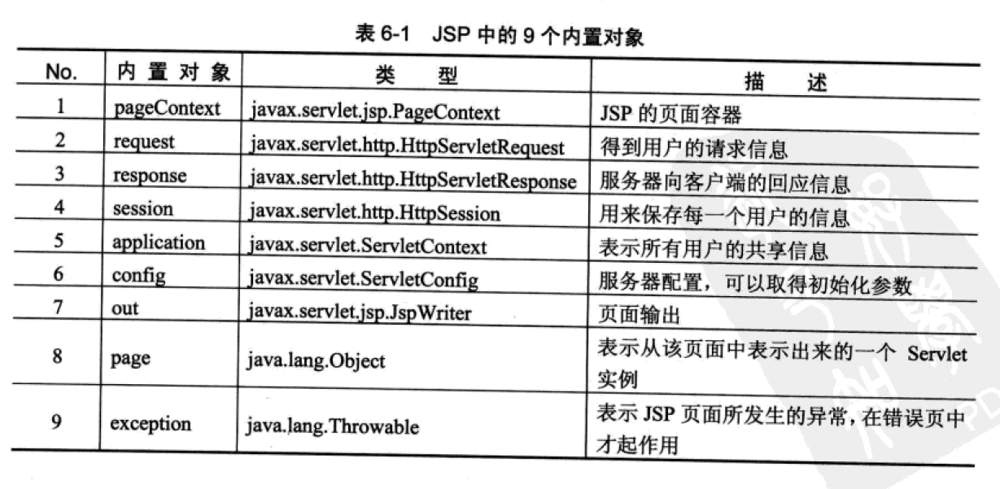 表 6-1 JSP 中的 9 个内置对象
No. 内 置 对 象 类 型 描 述
1 pageContext javax.servlet.jsp.PageContext JSP 的页面容器
2 request javax.servlet.http.HttpServletRequest 得到用户的请求信息
3 response javax.servlet.http.HttpServletResponse 服务器向客户端的回应信息
4 session javax.servlet.http.HttpSession 用来保存每一个用户的信息
5 application javax.servlet.ServletContext 表示所有用户的共享信息
6 config javax.servlet.ServletConfig 服务器配置，可以取得初始化参数
7 out javax.servlet.jsp.JspWriter 页面输出
8 page java.lang.Object 表示从该页面中表示出来的一个 Servlet
实例
9 exception java.lang.Throwable 表示 JSP 页面所发生的异常，在错误页中
才起作用